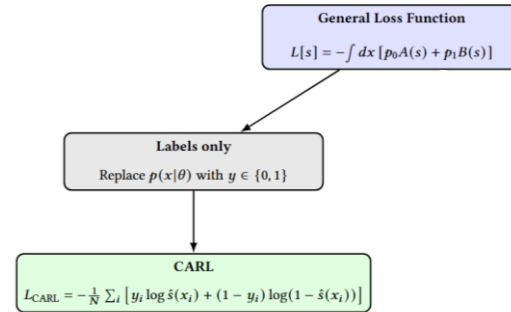 General Loss Function
L[s] = −∫ dx [p₀A(s) + p₁B(s)]
Labels only
Replace p(x|θ) with y ∈ {0, 1}
CARL
L_CARL = −1/N ∑ᵢ [yᵢ log ŝ(xᵢ) + (1 − yᵢ) log(1 − ŝ(xᵢ))]